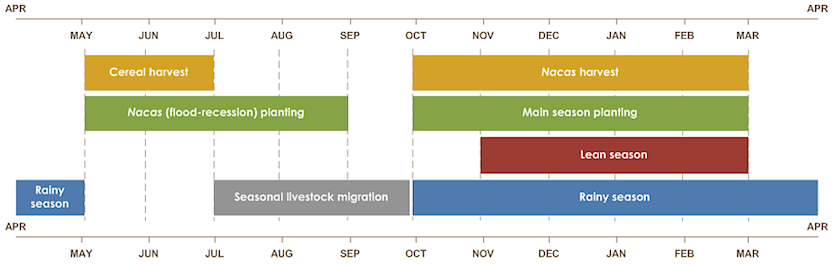 APR APR
MAY JUN JUL AUG SEP OCT NOV DEC JAN FEB MAR
Cereal harvest Nacas harvest
Nacas (flood-recession) planting Main season planting
Lean season
Rainy
season Seasonal livestock migration Rainy season
APR APR
MAY JUN JUL AUG SEP OCT NOV DEC JAN FEB MAR